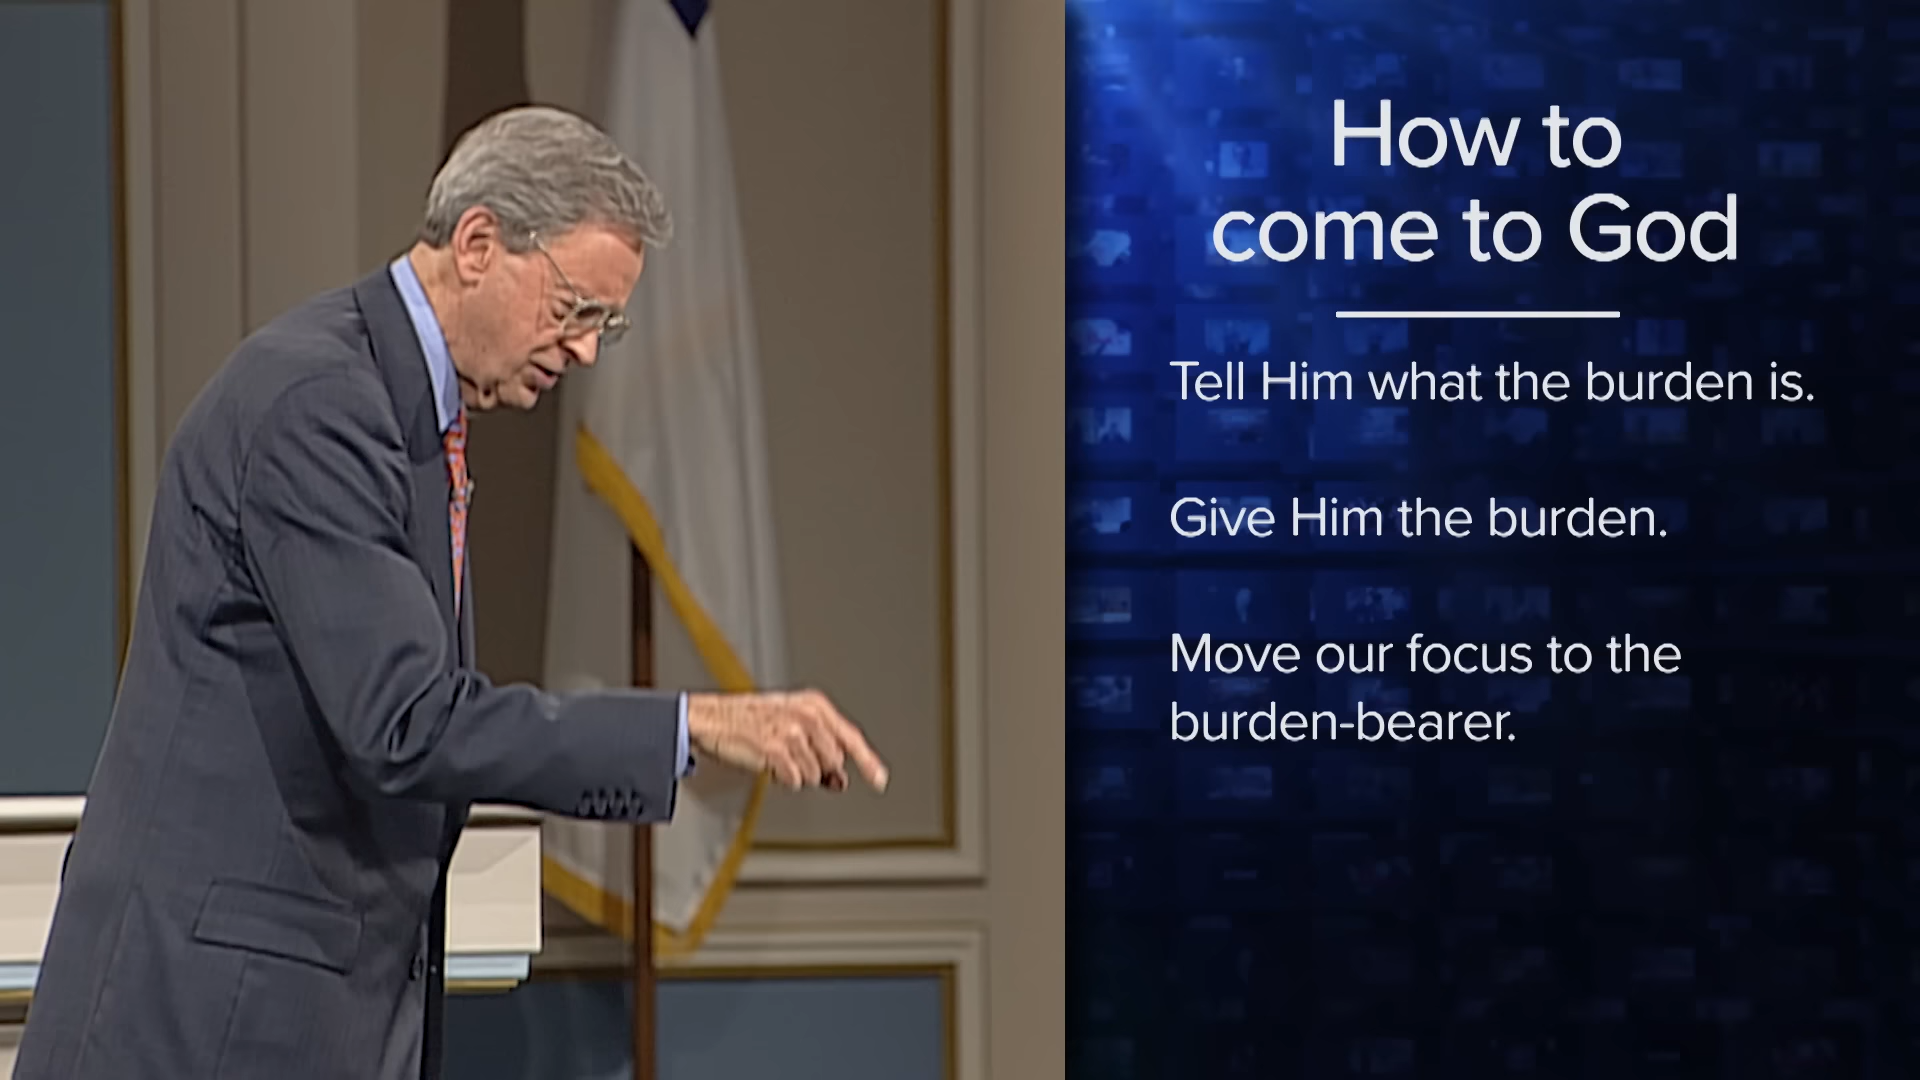 How to
come to God
Tell Him what the burden is.
Give Him the burden.
Move our focus to the
burden-bearer.